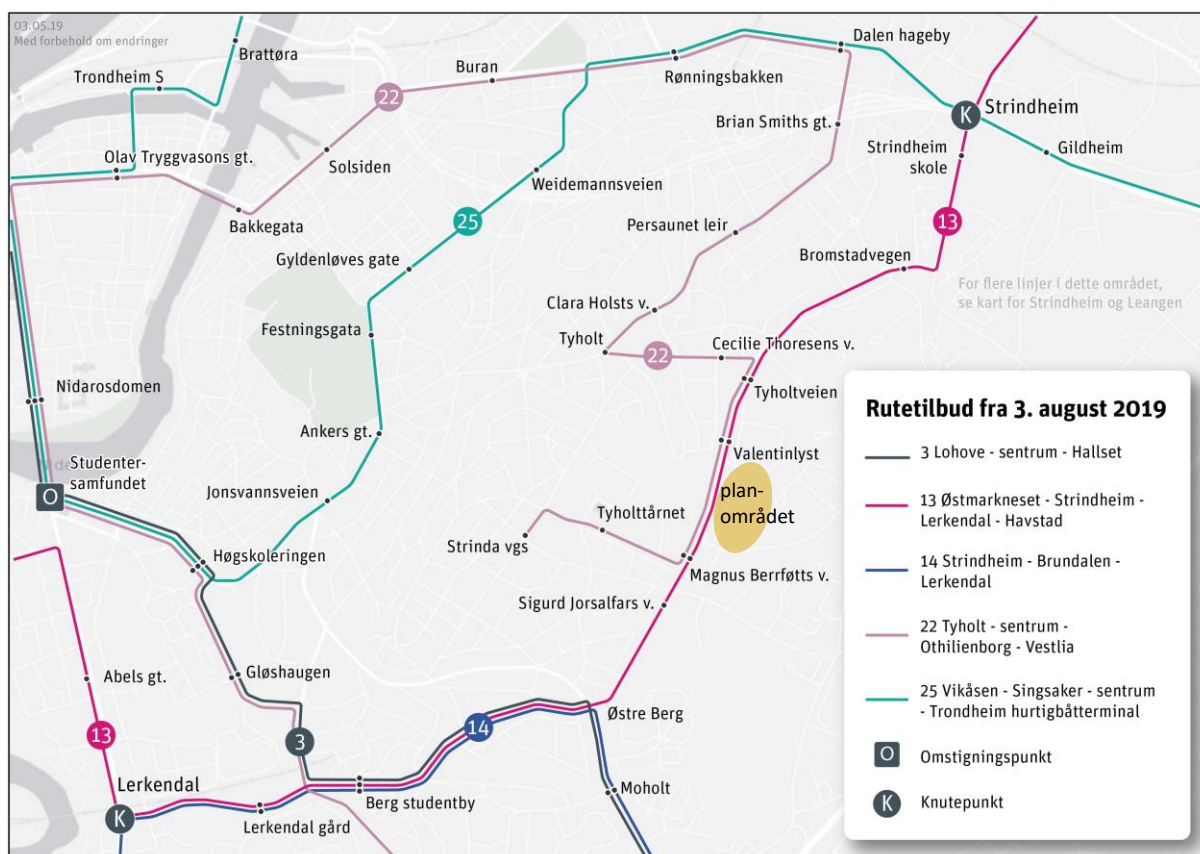 03.05.19
Med forbehold om endringer
Brattøra
Trondheim S
Buran
22
Rønningsbakken
Dalen hageby
K
Strindheim
Brian Smiths gt.
Olav Tryggvasons gt.
Solsiden
Strindheim
skole
Gildheim
Weidemannsveien
Bakkegata
25
Persaunet leir
13
Gyldenløves gate
Bromstadvegen
For flere linjer i dette området,
se kart for Strindheim og Leangen
Clara Holsts v.
Festningsgata
Tyholt
22
Cecilie Thoresens v.
Nidarosdomen
Tyholtveien
Ankers gt.
Valentinlyst
Studenter-
samfundet
O
Jonsvannsveien
plan-
området
Tyholttårnet
Strinda vgs
Høgskoleringen
Magnus Berrføtts v.
Sigurd Jorsalfars v.
Gløshaugen
Abels gt.
Østre Berg
13
3
14
Lerkendal
K
Moholt
Berg studentby
Lerkendal gård
Rutetilbud fra 3. august 2019
3 Lohove - sentrum - Hallset
13 Østmarkneset - Strindheim -
Lerkendal - Havstad
14 Strindheim - Brundalen -
Lerkendal
22 Tyholt - sentrum -
Othilienborg - Vestlia
25 Vikåsen - Singsaker - sentrum
- Trondheim hurtigbåtterminal
O
Omstigningspunkt
K
Knutepunkt